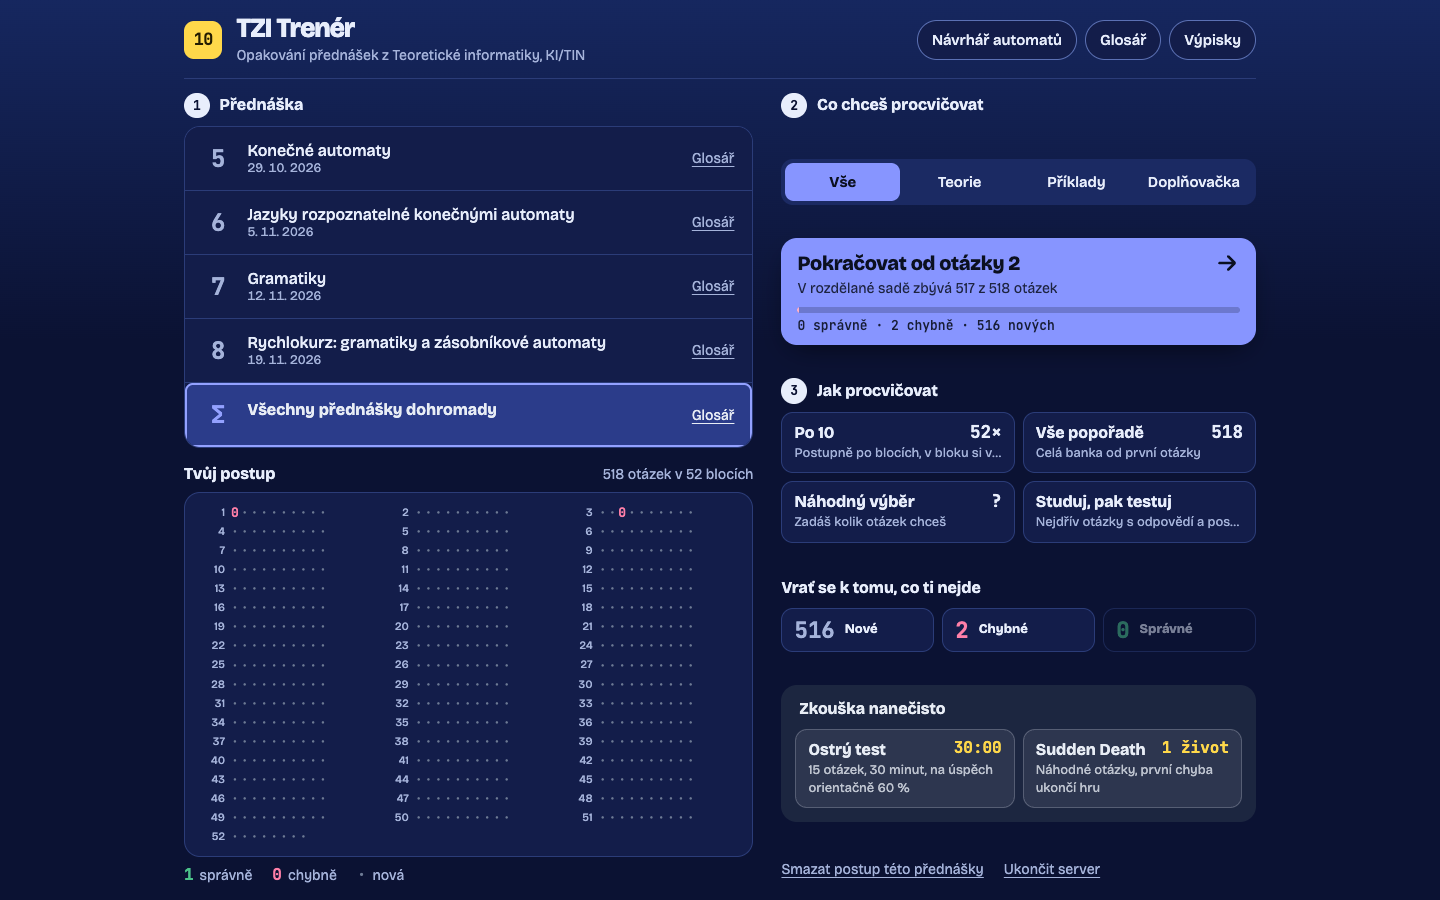 10
TZI Trenér
Opakování přednášek z Teoretické informatiky, KI/TIN
Návrhář automatů
Glosář
Výpisky
1 Přednáška
5 Konečné automaty Glosář
29. 10. 2026
6 Jazyky rozpoznatelné konečnými automaty Glosář
5. 11. 2026
7 Gramatiky Glosář
12. 11. 2026
8 Rychlokurz: gramatiky a zásobníkové automaty Glosář
19. 11. 2026
Σ Všechny přednášky dohromady Glosář
Tvůj postup 518 otázek v 52 blocích
1 0 · · · · · · · · · 2 · · · · · · · · · · 3 · · 0 · · · · · · ·
4 · · · · · · · · · · 5 · · · · · · · · · · 6 · · · · · · · · · ·
7 · · · · · · · · · · 8 · · · · · · · · · · 9 · · · · · · · · · ·
10 · · · · · · · · · · 11 · · · · · · · · · · 12 · · · · · · · · · ·
13 · · · · · · · · · · 14 · · · · · · · · · · 15 · · · · · · · · · ·
16 · · · · · · · · · · 17 · · · · · · · · · · 18 · · · · · · · · · ·
19 · · · · · · · · · · 20 · · · · · · · · · · 21 · · · · · · · · · ·
22 · · · · · · · · · · 23 · · · · · · · · · · 24 · · · · · · · · · ·
25 · · · · · · · · · · 26 · · · · · · · · · · 27 · · · · · · · · · ·
28 · · · · · · · · · · 29 · · · · · · · · · · 30 · · · · · · · · · ·
31 · · · · · · · · · · 32 · · · · · · · · · · 33 · · · · · · · · · ·
34 · · · · · · · · · · 35 · · · · · · · · · · 36 · · · · · · · · · ·
37 · · · · · · · · · · 38 · · · · · · · · · · 39 · · · · · · · · · ·
40 · · · · · · · · · · 41 · · · · · · · · · · 42 · · · · · · · · · ·
43 · · · · · · · · · · 44 · · · · · · · · · · 45 · · · · · · · · · ·
46 · · · · · · · · · · 47 · · · · · · · · · · 48 · · · · · · · · · ·
49 · · · · · · · · · · 50 · · · · · · · · · · 51 · · · · · · · · · ·
52 · · · · · · · ·
1 správně 0 chybně · nová
2 Co chceš procvičovat
Vše Teorie Příklady Doplňovačka
Pokračovat od otázky 2 →
V rozdělané sadě zbývá 517 z 518 otázek
0 správně · 2 chybně · 516 nových
3 Jak procvičovat
Po 10 52×
Postupně po blocích, v bloku si v...
Vše popořadě 518
Celá banka od první otázky
Náhodný výběr ?
Zadáš kolik otázek chceš
Studuj, pak testuj
Nejdřív otázky s odpovědí a pos...
Vrať se k tomu, co ti nejde
516 Nové
2 Chybné
0 Správné
Zkouška nanečisto
Ostrý test 30:00
15 otázek, 30 minut, na úspěch
orientačně 60 %
Sudden Death 1 život
Náhodné otázky, první chyba
ukončí hru
Smazat postup této přednášky Ukončit server